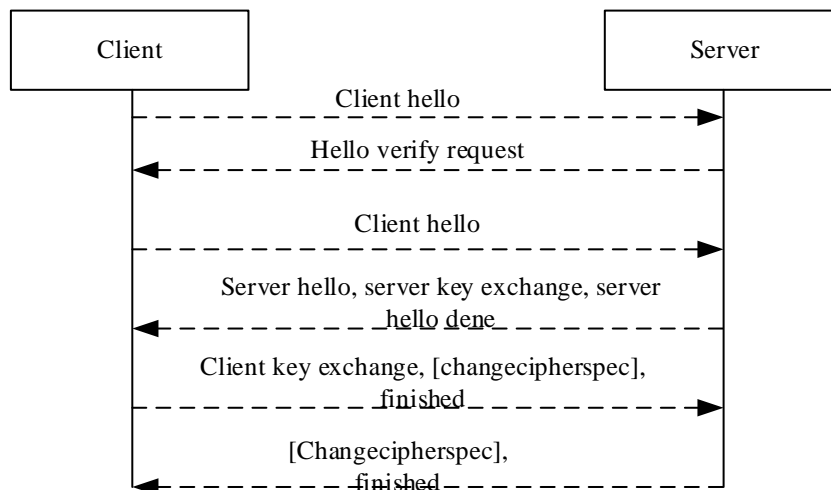 Client
Server
Client hello
Hello verify request
Client hello
Server hello, server key exchange, server
hello dene
Client key exchange, [changecipherspec],
finished
[Changecipherspec],
finished